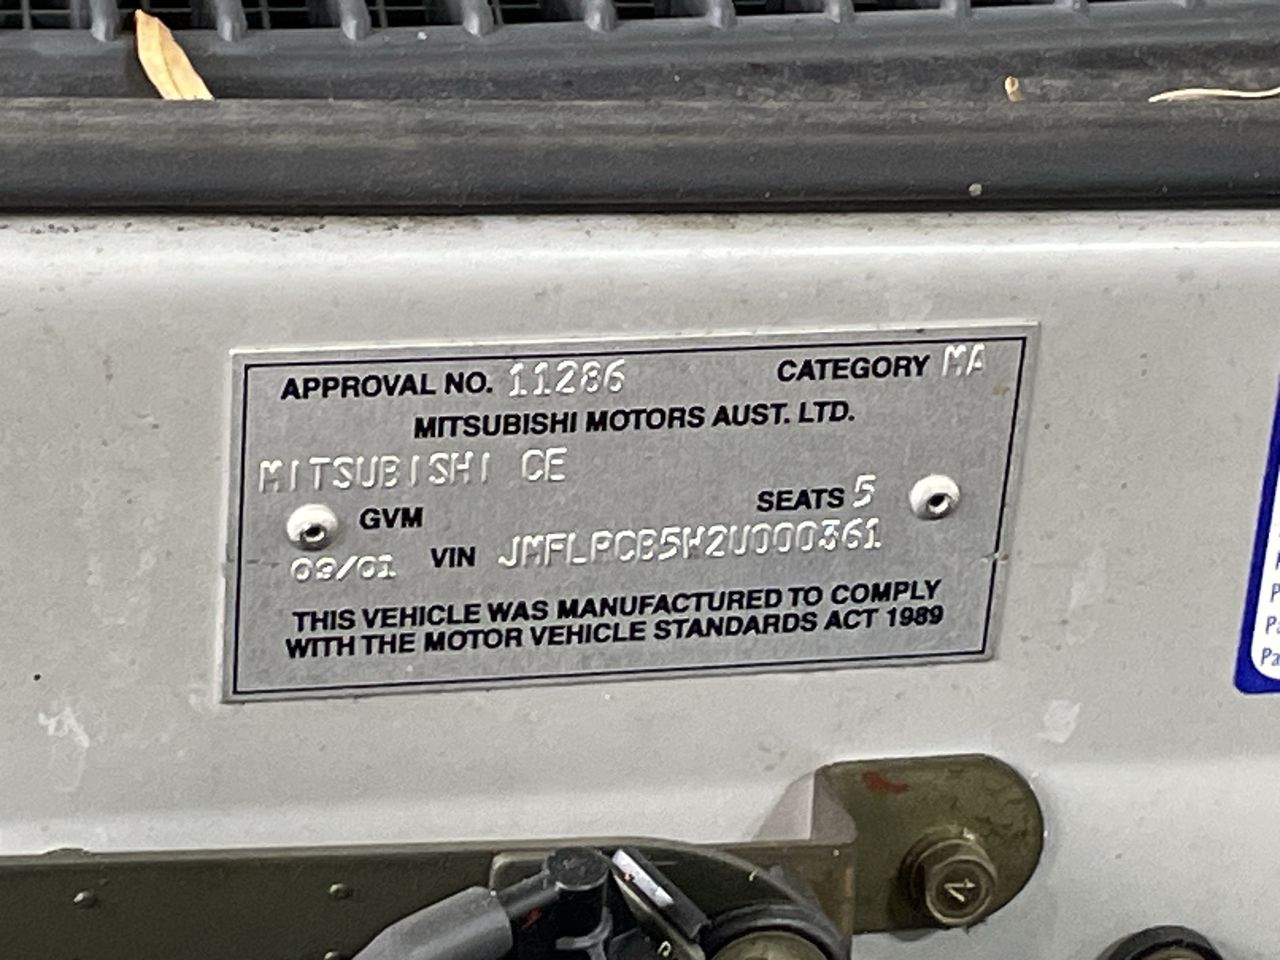 APPROVAL NO. 11286 CATEGORY MA
MITSUBISHI MOTORS AUST. LTD.
MITSUBISHI CE
GVM SEATS 5
09/01 VIN JMFLPCB5W2U000361
THIS VEHICLE WAS MANUFACTURED TO COMPLY
WITH THE MOTOR VEHICLE STANDARDS ACT 1989